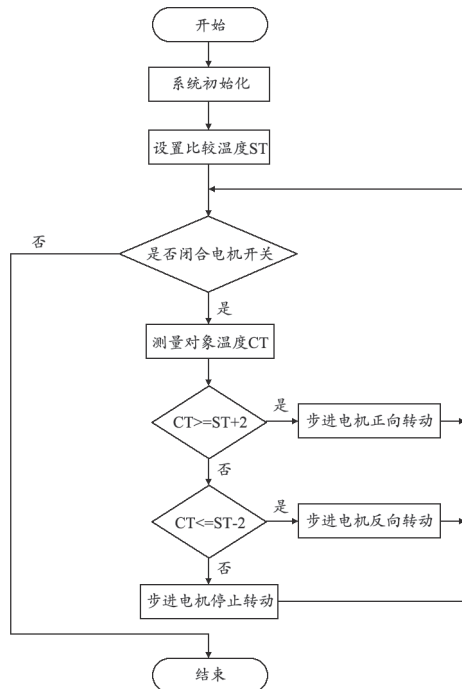 开始
系统初始化
设置比较温度ST
否
是否闭合电机开关
是
测量对象温度CT
CT>=ST+2
是
步进电机正向转动
否
CT<=ST-2
是
步进电机反向转动
否
步进电机停止转动
结束